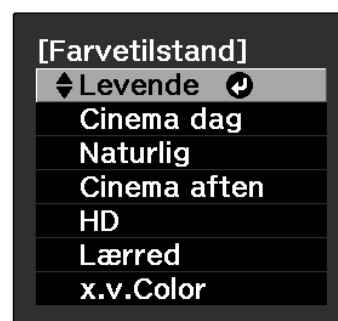 [Farvetilstand]
Levende
Cinema dag
Naturlig
Cinema aften
HD
Lærred
x.v.Color